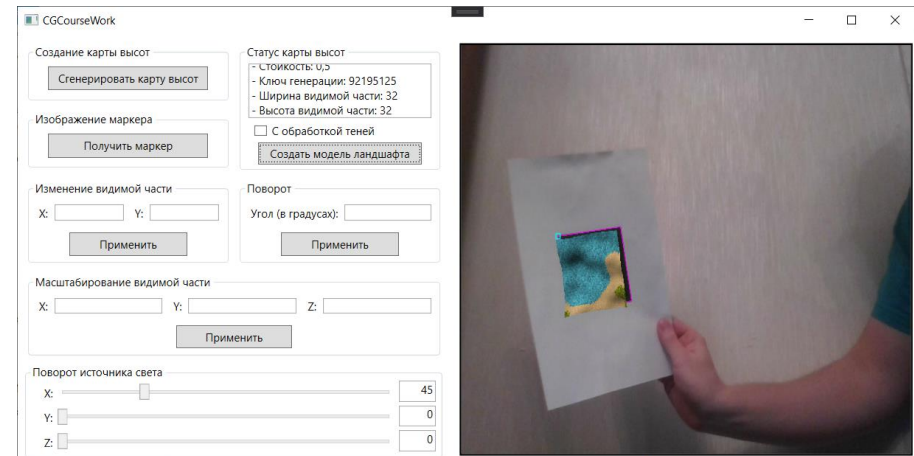 CGCourseWork
Создание карты высот
Сгенерировать карту высот
Статус карты высот
- Стойкость: 0,5
- Ключ генерации: 92195125
- Ширина видимой части: 32
- Высота видимой части: 32
С обработкой теней
Создать модель ландшафта
Изображение маркера
Получить маркер
Изменение видимой части
X: Y:
Применить
Поворот
Угол (в градусах):
Применить
Масштабирование видимой части
X: Y: Z:
Применить
Поворот источника света
X: 45
Y: 0
Z: 0